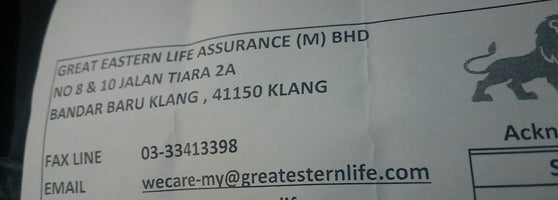 GREAT EASTERN LIFE ASSURANCE (M) BHD
NO 8 & 10 JALAN TIARA 2A
BANDAR BARU KLANG , 41150 KLANG
FAX LINE 03-33413398
EMAIL wecare-my@greatesternlife.com
Ackn
S